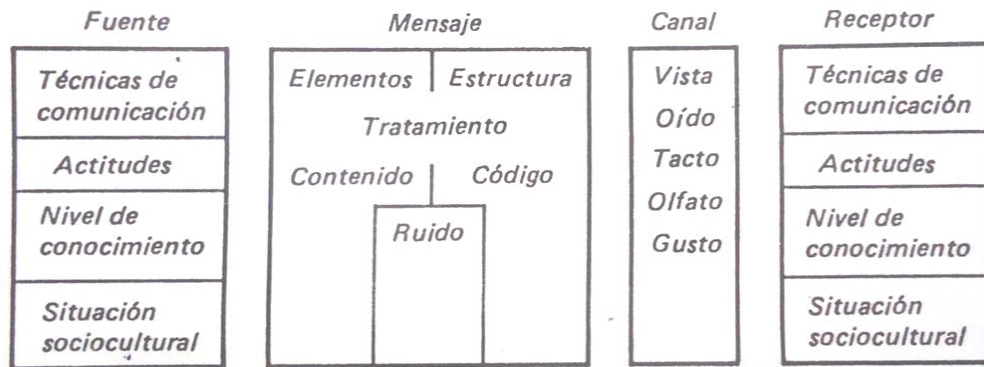 Fuente
Técnicas de
comunicación
Actitudes
Nivel de
conocimiento
Situación
sociocultural
Mensaje
Elementos
Estructura
Tratamiento
Contenido
Código
Ruido
Canal
Vista
Oído
Tacto
Olfato
Gusto
Receptor
Técnicas de
comunicación
Actitudes
Nivel de
conocimiento
Situación
sociocultural